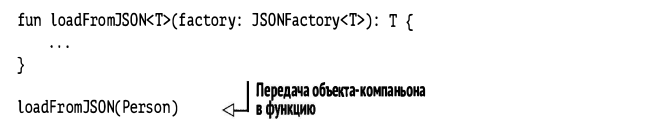 fun loadFromJSON<T>(factory: JSONFactory<T>): T {
...
}
Передача объекта-компаньона
loadFromJSON(Person)
в функцию